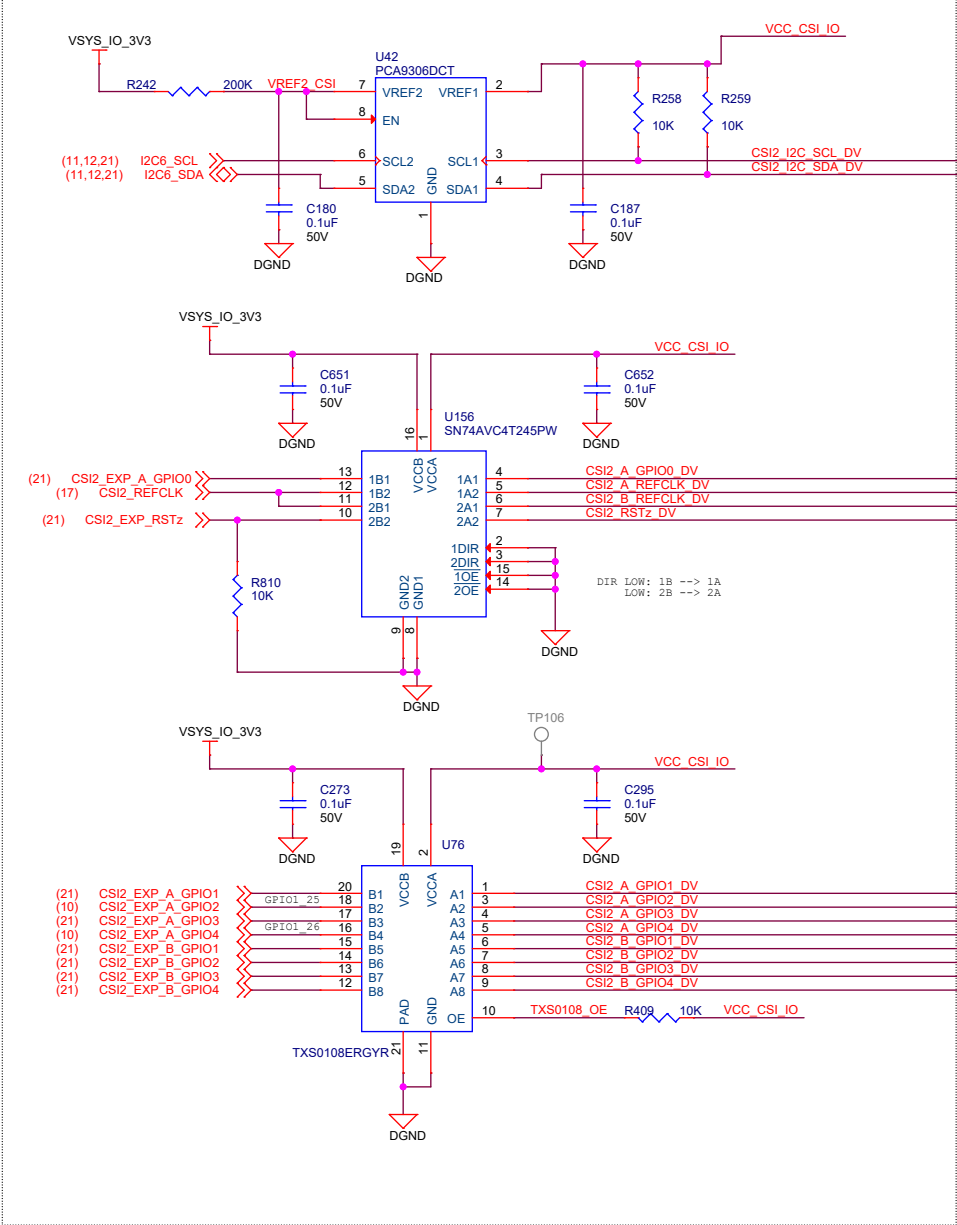 VCC_CSI_IO
VSYS_IO_3V3
U42
PCA9306DCT
R242 200K VREF2_CSI 7 VREF2 VREF1 2
R258 R259
10K 10K
8 EN
(11,12,21) I2C6_SCL 6 SCL2 SCL1 3 CSI2_I2C_SCL_DV
(11,12,21) I2C6_SDA 5 SDA2 SDA1 4 CSI2_I2C_SDA_DV
GND
1
C180 C187
0.1uF 0.1uF
50V 50V
DGND DGND DGND
VSYS_IO_3V3
VCC_CSI_IO
C651 C652
0.1uF 0.1uF
50V 50V
DGND DGND
U156
SN74AVC4T245PW
16 1
VCCB VCCA
(21) CSI2_EXP_A_GPIO0 13 1B1 1A1 4 CSI2_A_GPIO0_DV
(17) CSI2_REFCLK 12 1B2 1A2 5 CSI2_A_REFCLK_DV
11 2B1 2A1 6 CSI2_B_REFCLK_DV
(21) CSI2_EXP_RSTz 10 2B2 2A2 7 CSI2_RSTz_DV
1DIR 2
2DIR 3
1OE 15
2OE 14
R810
10K
DIR LOW: 1B --> 1A
LOW: 2B --> 2A
GND2 GND1
9 8
DGND
DGND
TP106
VSYS_IO_3V3
VCC_CSI_IO
C273 C295
0.1uF 0.1uF
50V 50V
DGND DGND
U76
19 2
VCCB VCCA
(21) CSI2_EXP_A_GPIO1 20 B1 A1 1 CSI2_A_GPIO1_DV
(10) CSI2_EXP_A_GPIO2 GPIO1_25 18 B2 A2 3 CSI2_A_GPIO2_DV
(21) CSI2_EXP_A_GPIO3 17 B3 A3 4 CSI2_A_GPIO3_DV
(10) CSI2_EXP_A_GPIO4 GPIO1_26 16 B4 A4 5 CSI2_A_GPIO4_DV
(21) CSI2_EXP_B_GPIO1 15 B5 A5 6 CSI2_B_GPIO1_DV
(21) CSI2_EXP_B_GPIO2 14 B6 A6 7 CSI2_B_GPIO2_DV
(21) CSI2_EXP_B_GPIO3 13 B7 A7 8 CSI2_B_GPIO3_DV
(21) CSI2_EXP_B_GPIO4 12 B8 A8 9 CSI2_B_GPIO4_DV
PAD GND OE 10 TXS0108_OE R409 10K VCC_CSI_IO
TXS0108ERGYR 21 11
DGND